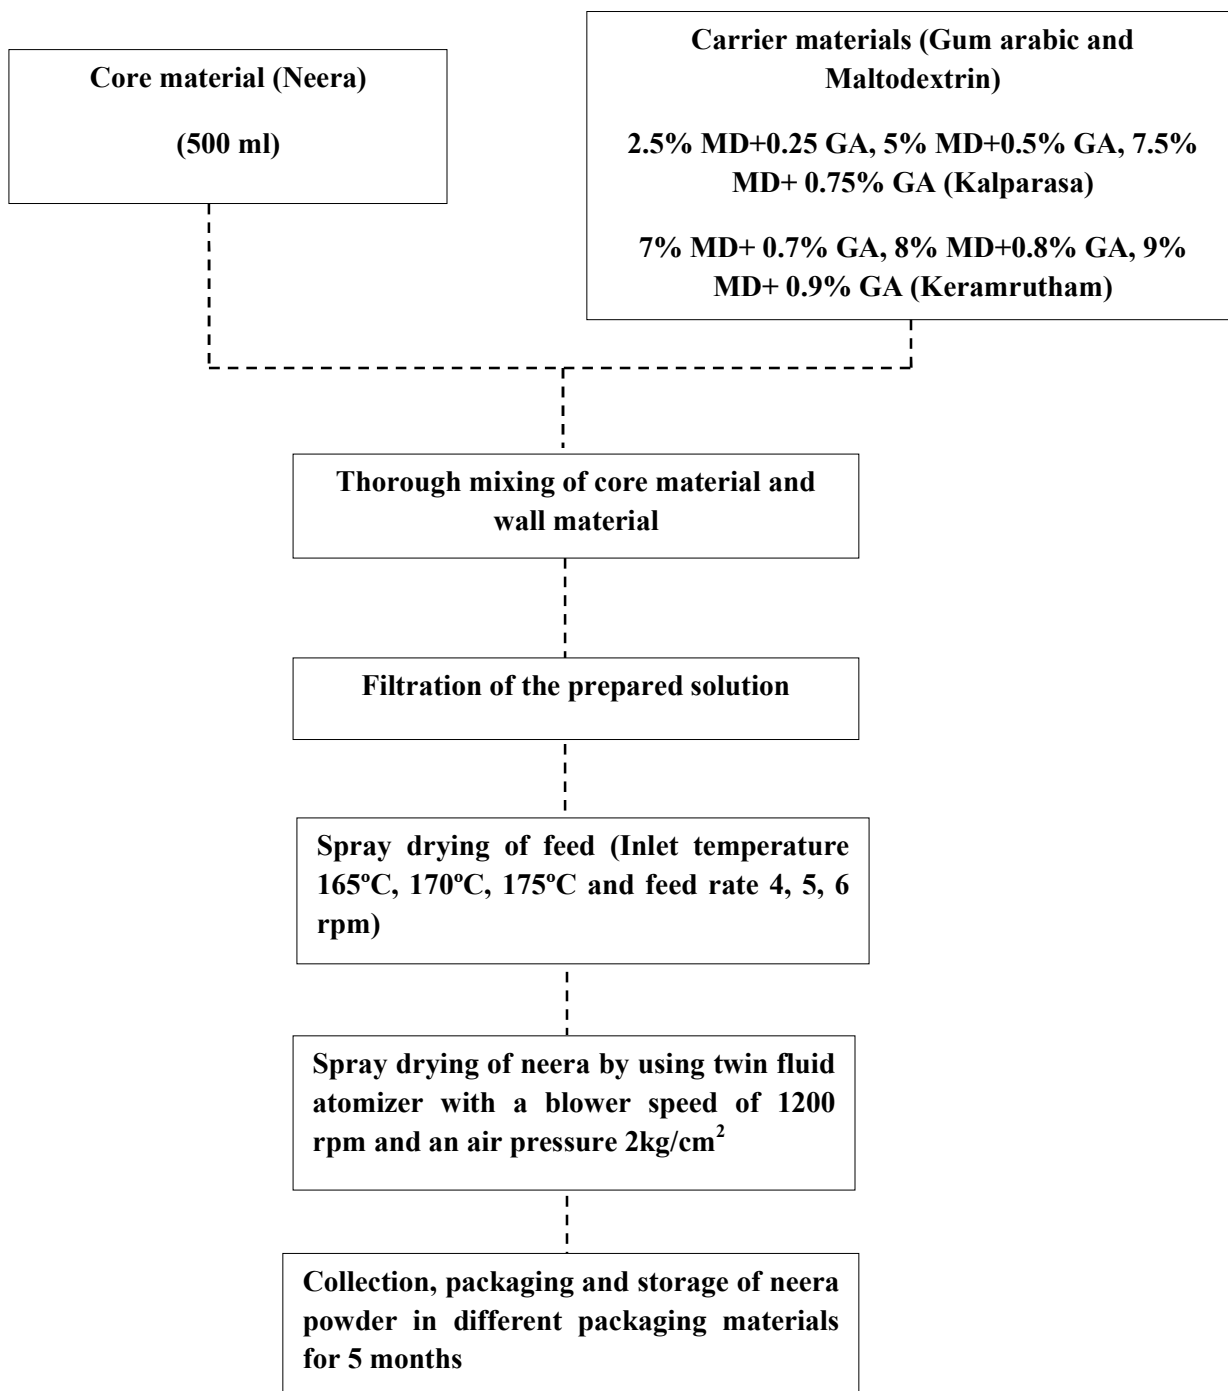 Core material (Neera)
(500 ml)
Carrier materials (Gum arabic and
Maltodextrin)
2.5% MD+0.25 GA, 5% MD+0.5% GA, 7.5%
MD+ 0.75% GA (Kalparasa)
7% MD+ 0.7% GA, 8% MD+0.8% GA, 9%
MD+ 0.9% GA (Keramrutham)
Thorough mixing of core material and
wall material
Filtration of the prepared solution
Spray drying of feed (Inlet temperature
165ºC, 170ºC, 175ºC and feed rate 4, 5, 6
rpm)
Spray drying of neera by using twin fluid
atomizer with a blower speed of 1200
rpm and an air pressure 2kg/cm²
Collection, packaging and storage of neera
powder in different packaging materials
for 5 months